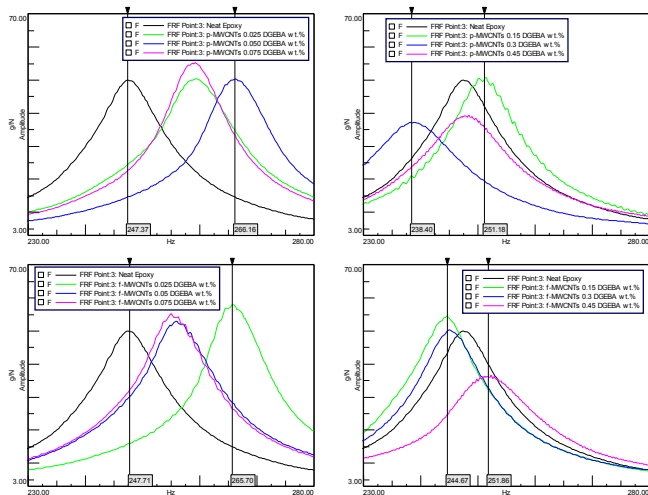 70.00
F FRF Point:3: Neat Epoxy
F FRF Point:3: p-MWCNTs 0.025 DGEBA wt.%
F FRF Point:3: p-MWCNTs 0.050 DGEBA wt.%
F FRF Point:3: p-MWCNTs 0.075 DGEBA wt.%
g/N
Amplitude
3.00
230.00
247.37
Hz
266.16
280.00
70.00
F FRF Point:3: Neat Epoxy
F FRF Point:3: p-MWCNTs 0.15 DGEBA wt.%
F FRF Point:3: p-MWCNTs 0.3 DGEBA wt.%
F FRF Point:3: p-MWCNTs 0.45 DGEBA wt.%
g/N
Amplitude
3.00
230.00
238.40
Hz
251.18
280.00
70.00
F FRF Point:3: Neat Epoxy
F FRF Point:3: f-MWCNTs 0.025 DGEBA wt.%
F FRF Point:3: f-MWCNTs 0.05 DGEBA wt.%
F FRF Point:3: f-MWCNTs 0.075 DGEBA wt.%
g/N
Amplitude
3.00
230.00
247.71
Hz
265.70
280.00
70.00
F FRF Point:3: Neat Epoxy
F FRF Point:3: f-MWCNTs 0.15 DGEBA wt.%
F FRF Point:3: f-MWCNTs 0.3 DGEBA wt.%
F FRF Point:3: f-MWCNTs 0.45 DGEBA wt.%
g/N
Amplitude
3.00
230.00
244.67
Hz
251.86
280.00